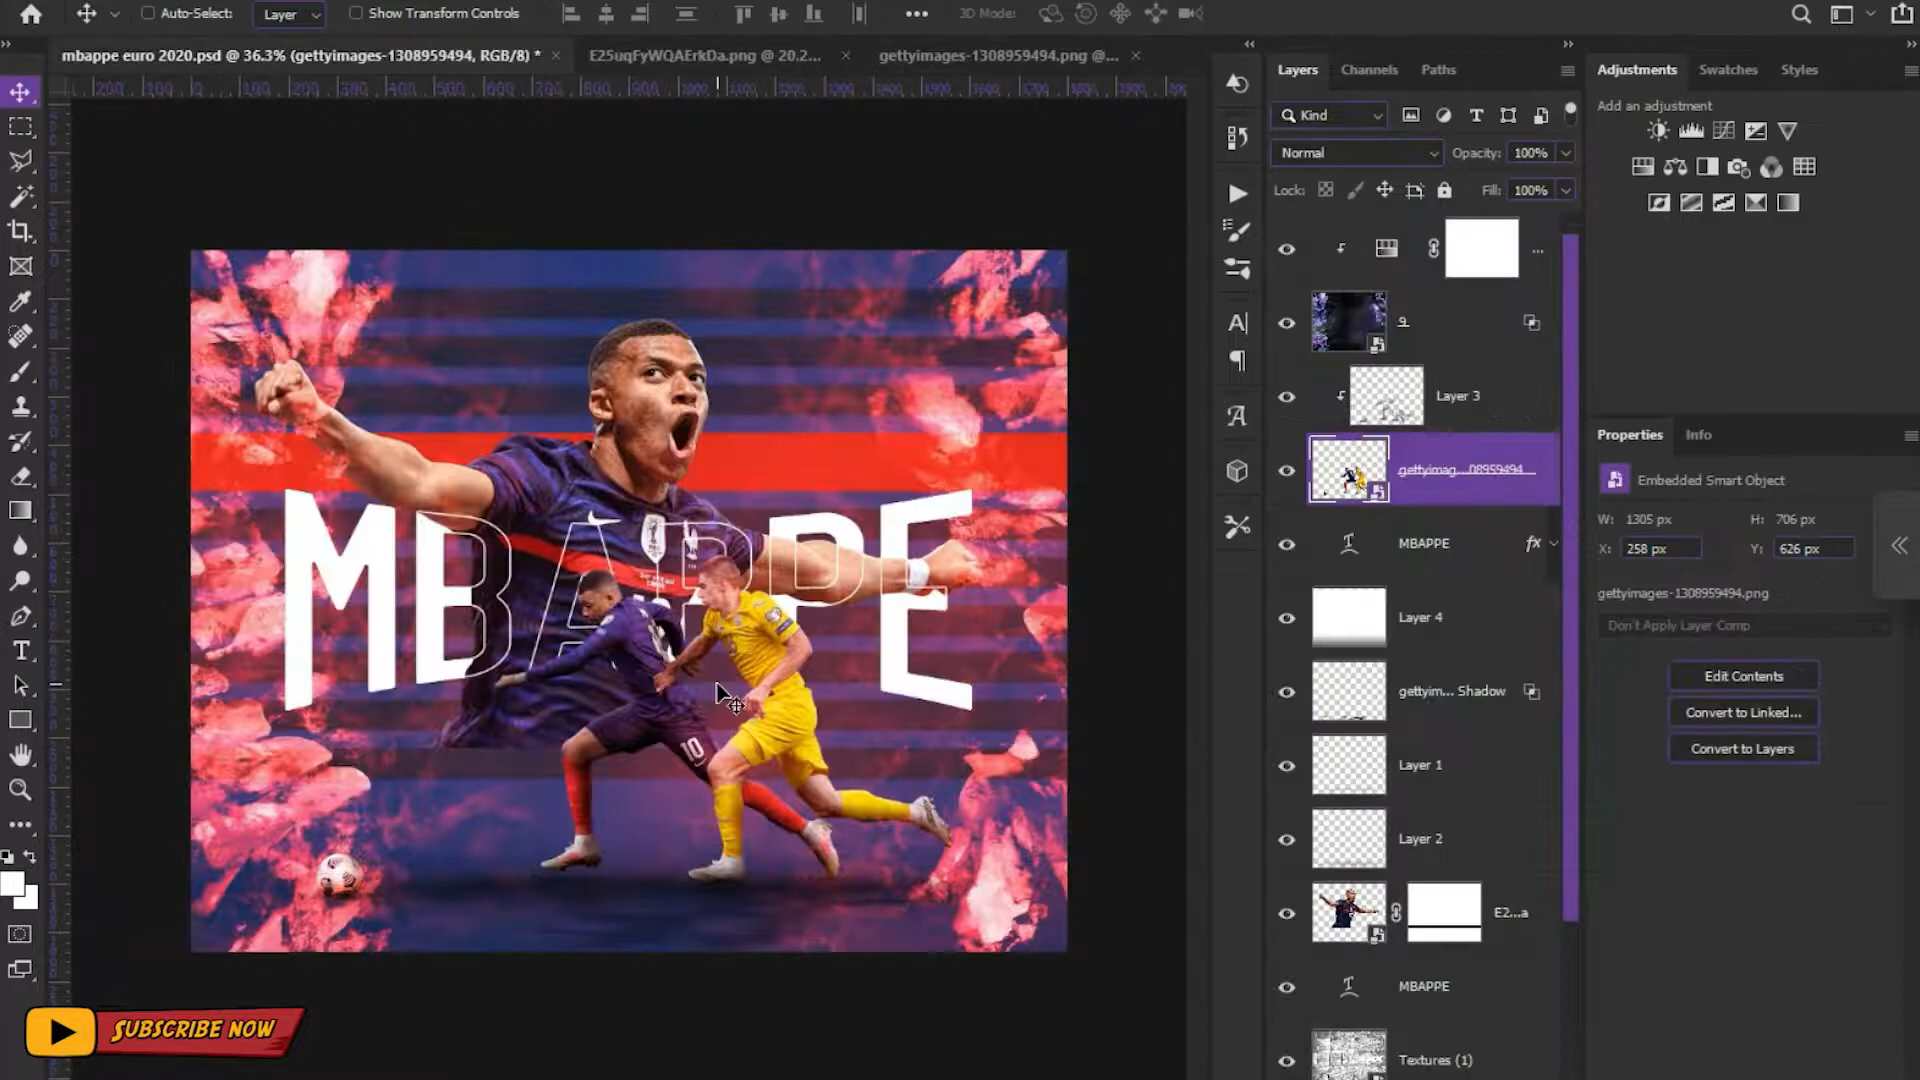 Auto-Select:
Layer
Show Transform Controls
3D Mode:
mbappe euro 2020.psd @ 36.3% (gettyimages-1308959494, RGB/8) *
E25uqFyWQAErkDa.png @ 20.2...
gettyimages-1308959494.png @...
Layers
Channels
Paths
Kind
Normal
Opacity: 100%
Lock:
Fill: 100%
Layer 3
gettyimag...08959494
MBAPPE
fx
Layer 4
gettyim... Shadow
Layer 1
Layer 2
E2...a
MBAPPE
Textures (1)
Adjustments
Swatches
Styles
Add an adjustment
Properties
Info
Embedded Smart Object
W: 1305 px
H: 706 px
X: 258 px
Y: 626 px
gettyimages-1308959494.png
Don't Apply Layer Comp
Edit Contents
Convert to Linked...
Convert to Layers
MBAPPE
10
SUBSCRIBE NOW